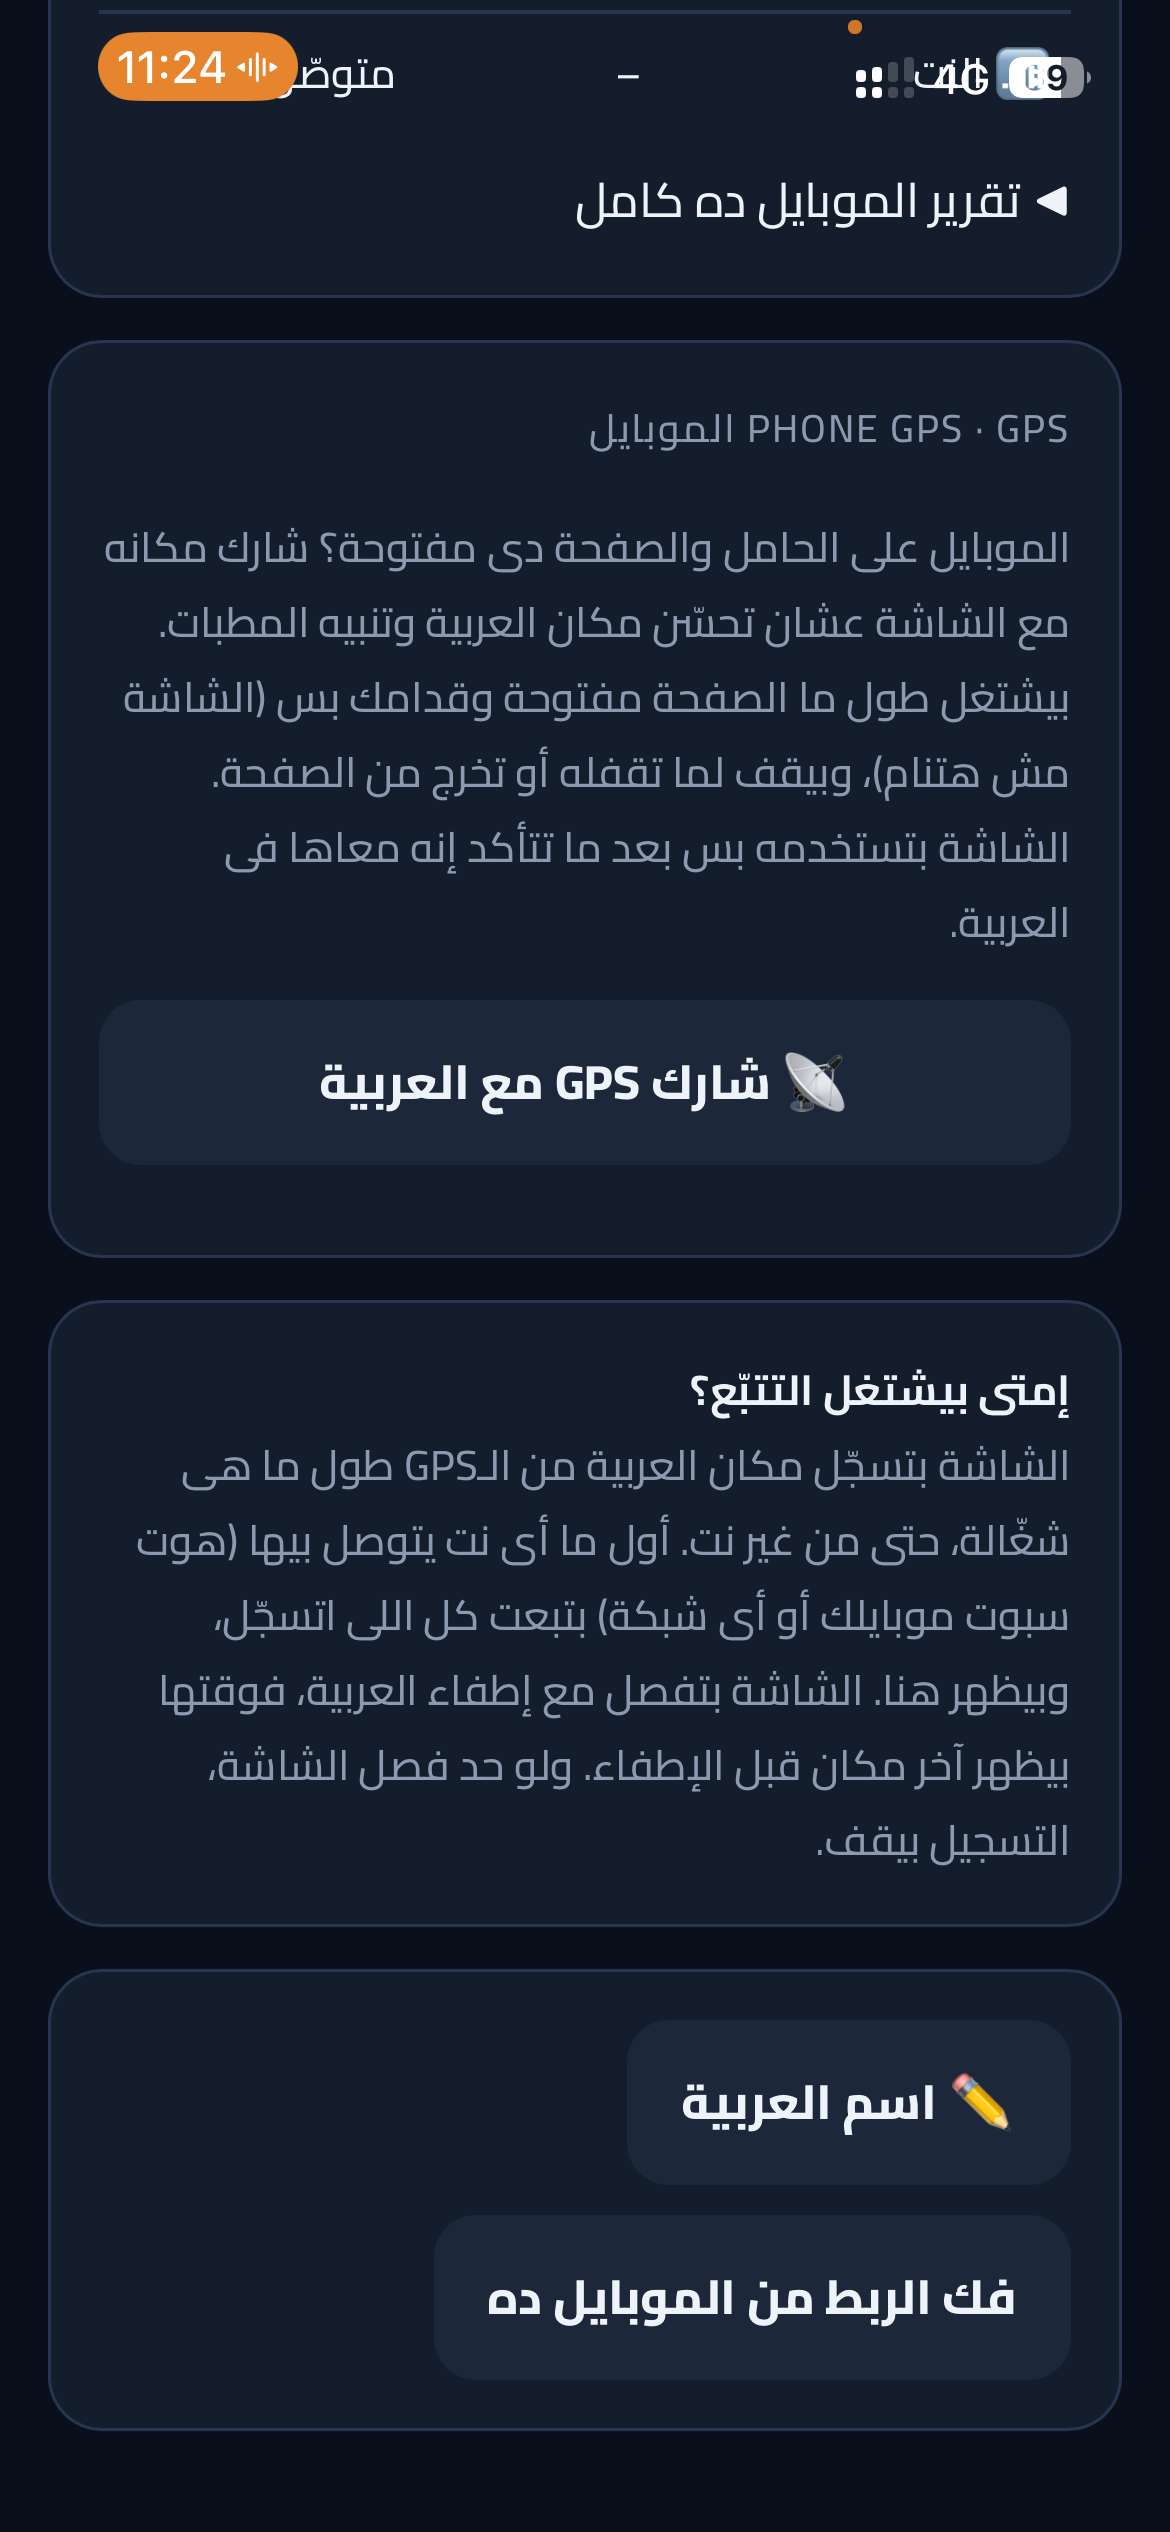 11:24
4G
النت
–
تقرير الموبايل ده كامل
PHONE GPS · GPS الموبايل
الموبايل على الحامل والصفحة دى مفتوحة؟ شارك مكانه
مع الشاشة عشان تحسّن مكان العربية وتنبيه المطبات.
بيشتغل طول ما الصفحة مفتوحة وقدامك بس (الشاشة
مش هتنام)، وبيقف لما تقفله أو تخرج من الصفحة.
الشاشة بتستخدمه بس بعد ما تتأكد إنه معاها فى
العربية.
شارك GPS مع العربية
إمتى بيشتغل التتبّع؟
الشاشة بتسجّل مكان العربية من الـGPS طول ما هى
شغّالة، حتى من غير نت. أول ما أى نت يتوصل بيها (هوت
سبوت موبايلك أو أى شبكة) بتبعت كل اللى اتسجّل،
وبيظهر هنا. الشاشة بتفصل مع إطفاء العربية، فوقتها
بيظهر آخر مكان قبل الإطفاء. ولو حد فصل الشاشة،
التسجيل بيقف.
اسم العربية
فك الربط من الموبايل ده